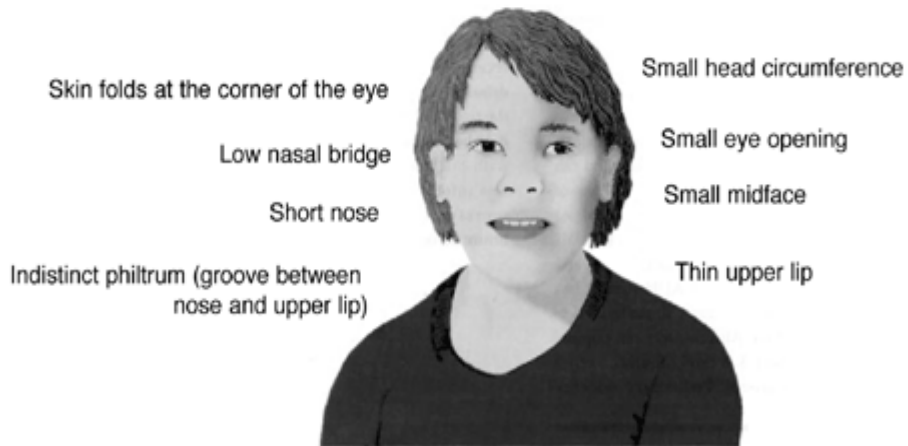 Skin folds at the corner of the eye
Low nasal bridge
Short nose
Indistinct philtrum (groove between
nose and upper lip)
Small head circumference
Small eye opening
Small midface
Thin upper lip